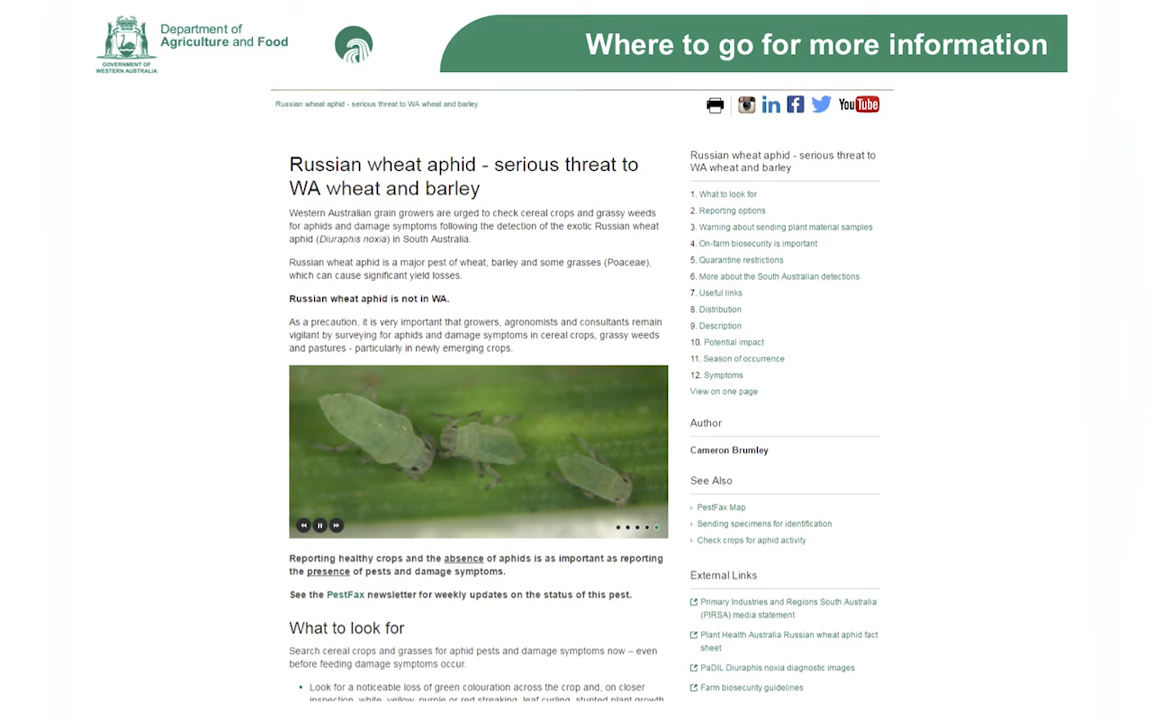 Department of
Agriculture and Food
GOVERNMENT OF
WESTERN AUSTRALIA
Where to go for more information
Russian wheat aphid - serious threat to WA wheat and barley
You Tube
Russian wheat aphid - serious threat to
WA wheat and barley
Western Australian grain growers are urged to check cereal crops and grassy weeds
for aphids and damage symptoms following the detection of the exotic Russian wheat
aphid (Diuraphis noxia) in South Australia.
Russian wheat aphid is a major pest of wheat, barley and some grasses (Poaceae),
which can cause significant yield losses.
Russian wheat aphid is not in WA.
As a precaution, it is very important that growers, agronomists and consultants remain
vigilant by surveying for aphids and damage symptoms in cereal crops, grassy weeds
and pastures - particularly in newly emerging crops.
Reporting healthy crops and the absence of aphids is as important as reporting
the presence of pests and damage symptoms.
See the PestFax newsletter for weekly updates on the status of this pest.
What to look for
Search cereal crops and grasses for aphid pests and damage symptoms now – even
before feeding damage symptoms occur.
• Look for a noticeable loss of green colouration across the crop and, on closer
inspection, white, yellow, purple or red streaking, leaf curling, stunted plant growth
Russian wheat aphid - serious threat to
WA wheat and barley
1. What to look for
2. Reporting options
3. Warning about sending plant material samples
4. On-farm biosecurity is important
5. Quarantine restrictions
6. More about the South Australian detections
7. Useful links
8. Distribution
9. Description
10. Potential impact
11. Season of occurrence
12. Symptoms
View on one page
Author
Cameron Brumley
See Also
› PestFax Map
› Sending specimens for identification
› Check crops for aphid activity
External Links
Primary Industries and Regions South Australia
(PIRSA) media statement
Plant Health Australia Russian wheat aphid fact
sheet
PaDIL Diuraphis noxia diagnostic images
Farm biosecurity guidelines